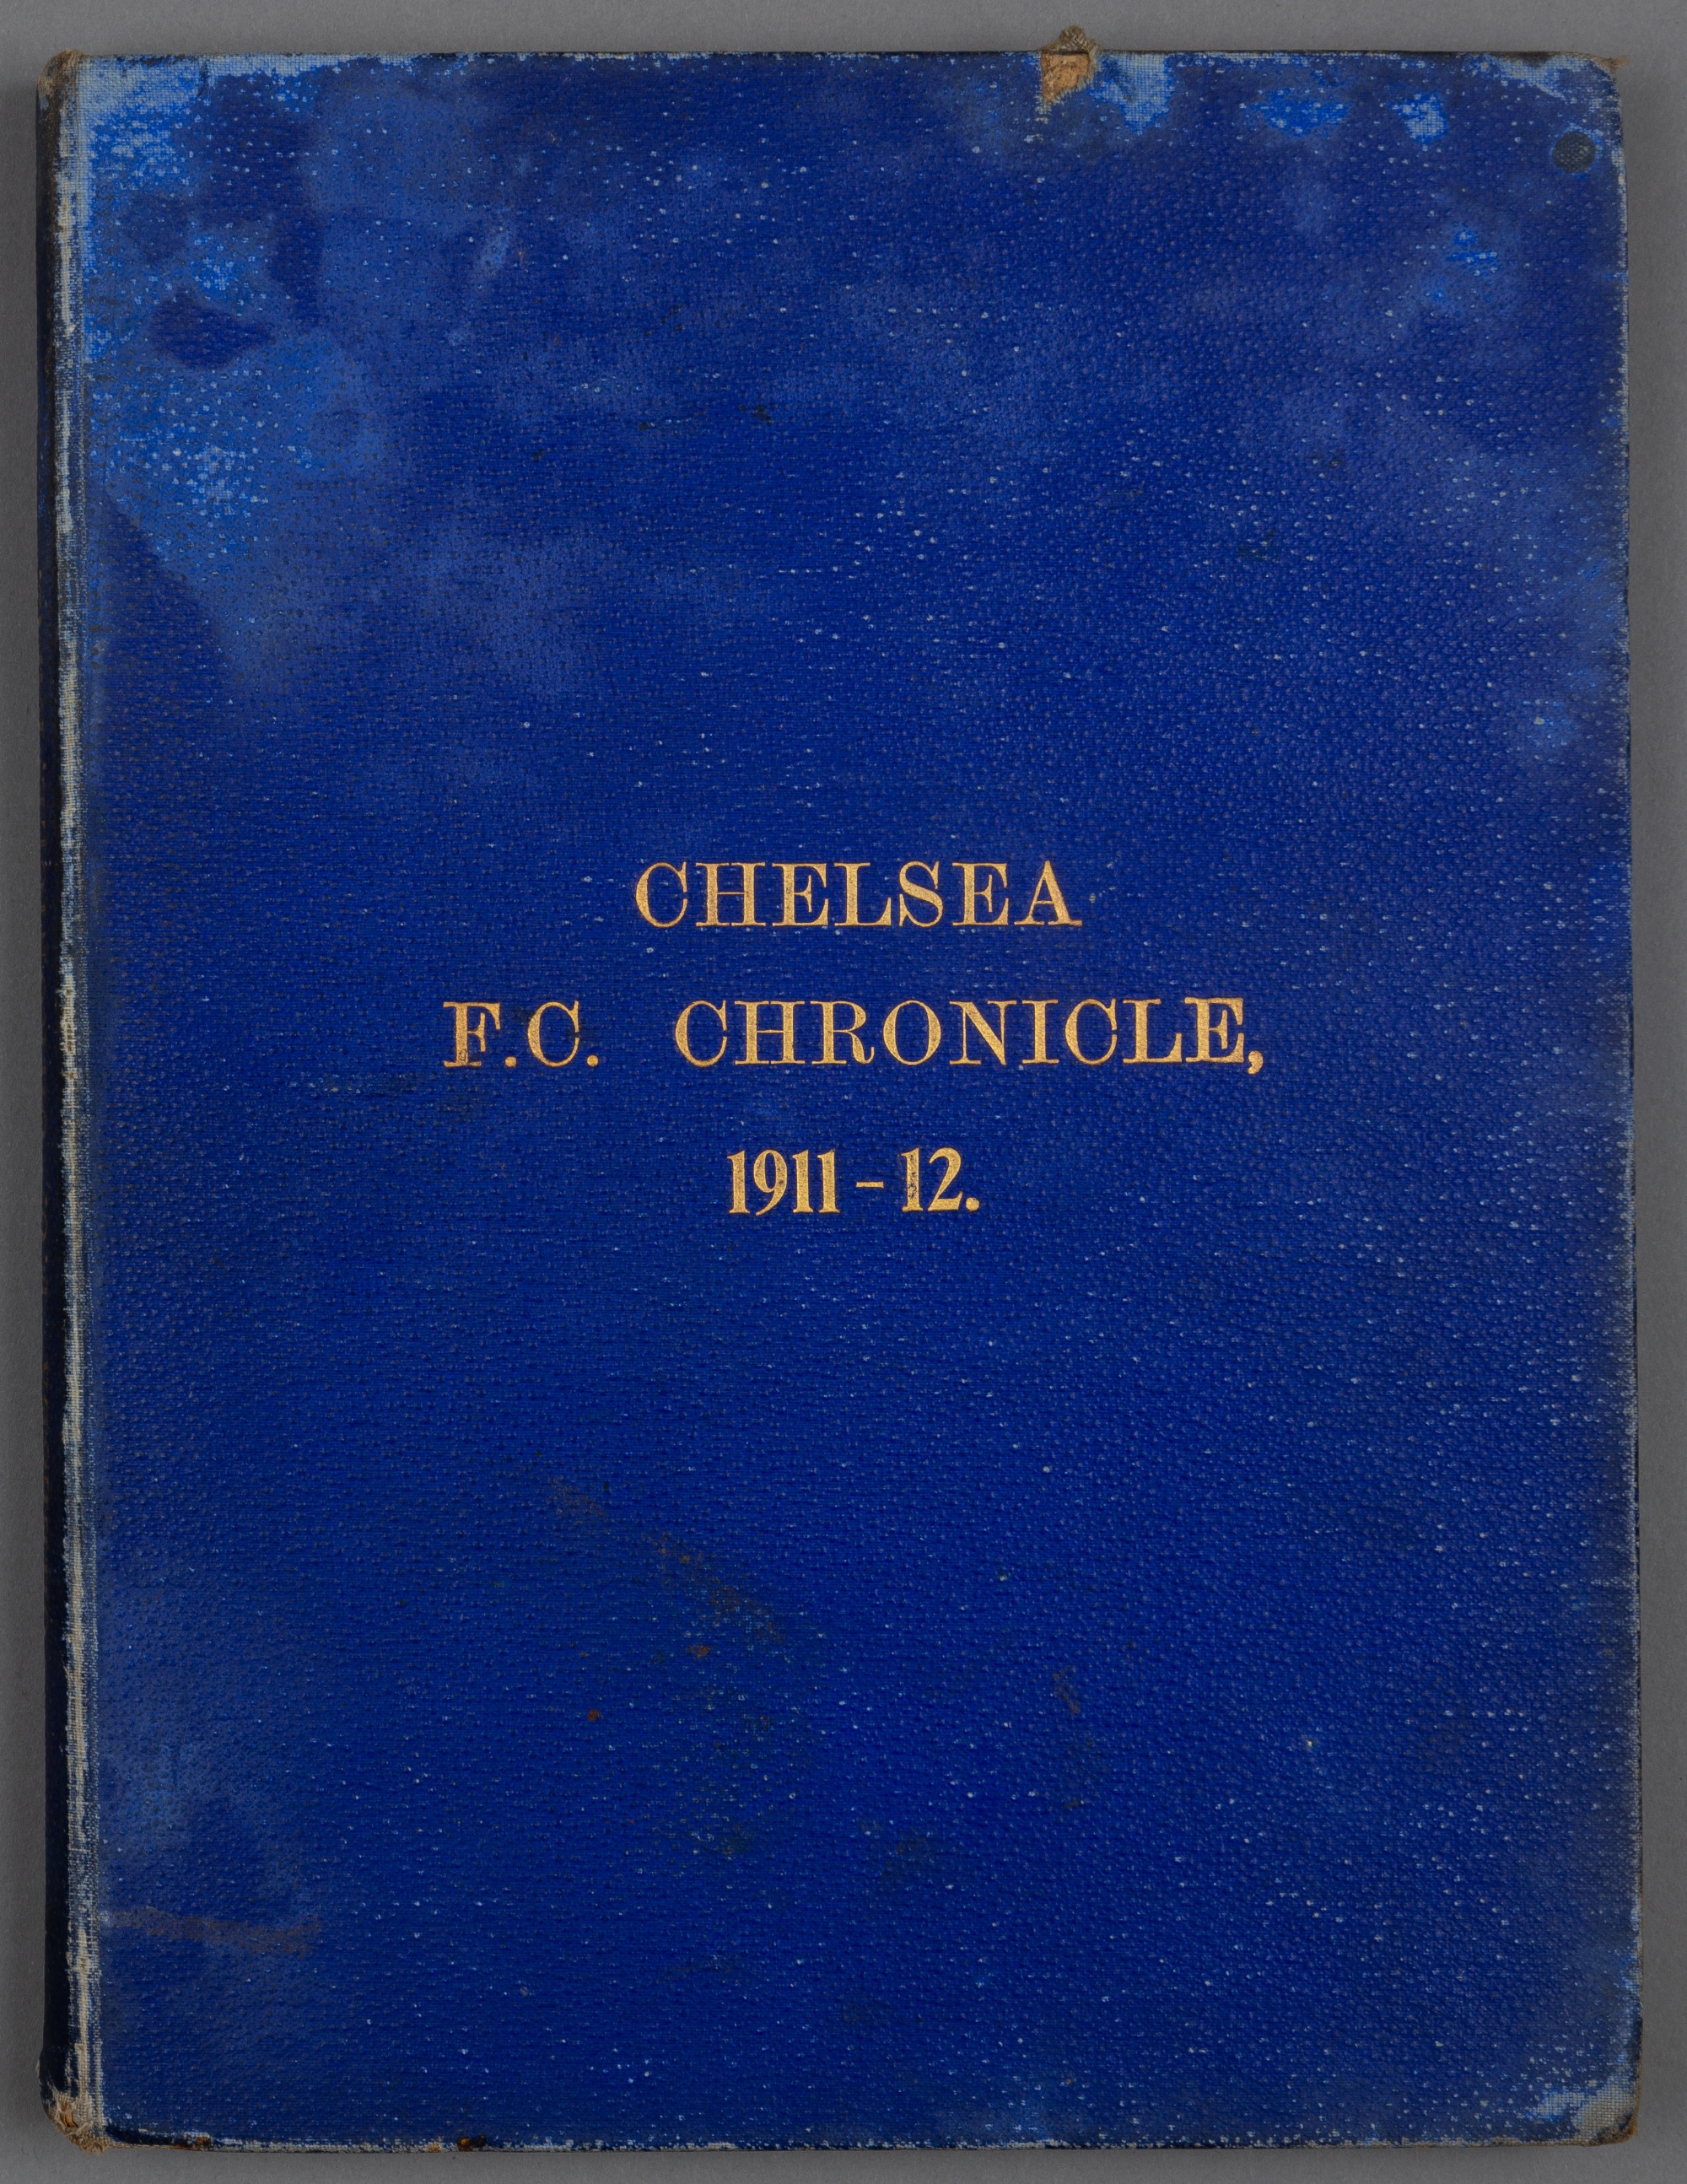 CHELSEA
F.C. CHRONICLE,
1911-12.